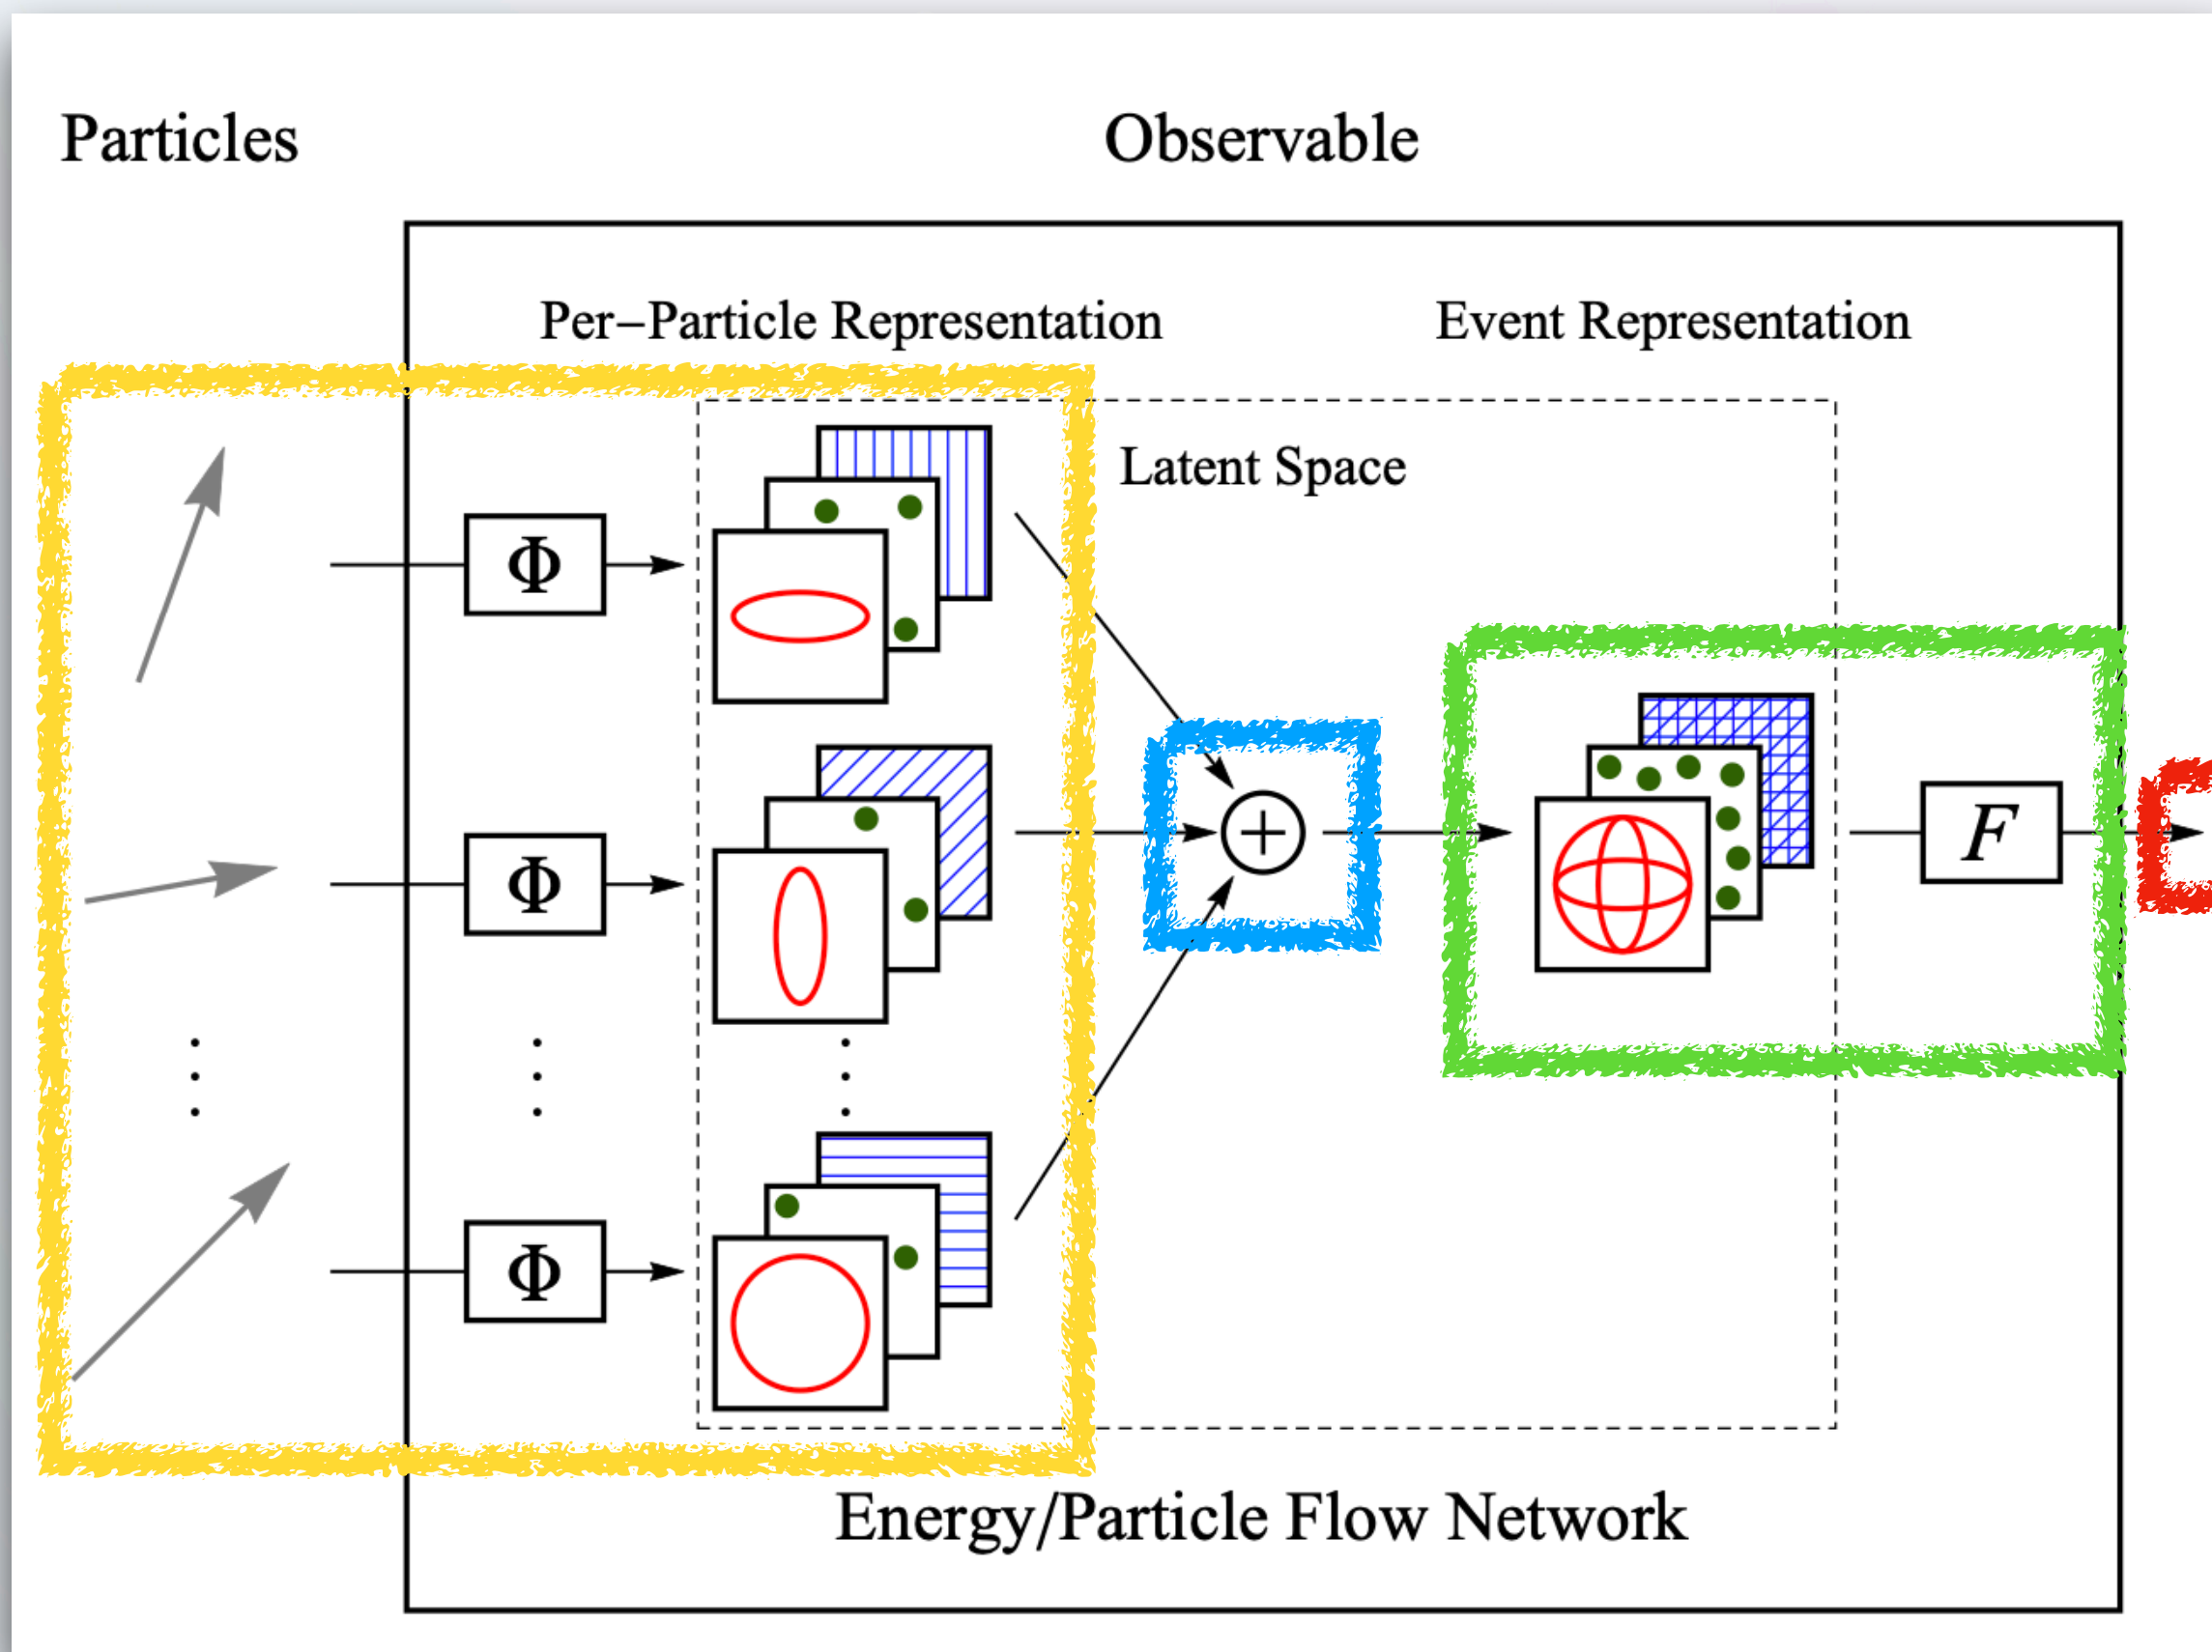 Particles
Observable
Per−Particle Representation
Event Representation
Latent Space
Φ
Φ
Φ
+
F
Energy/Particle Flow Network